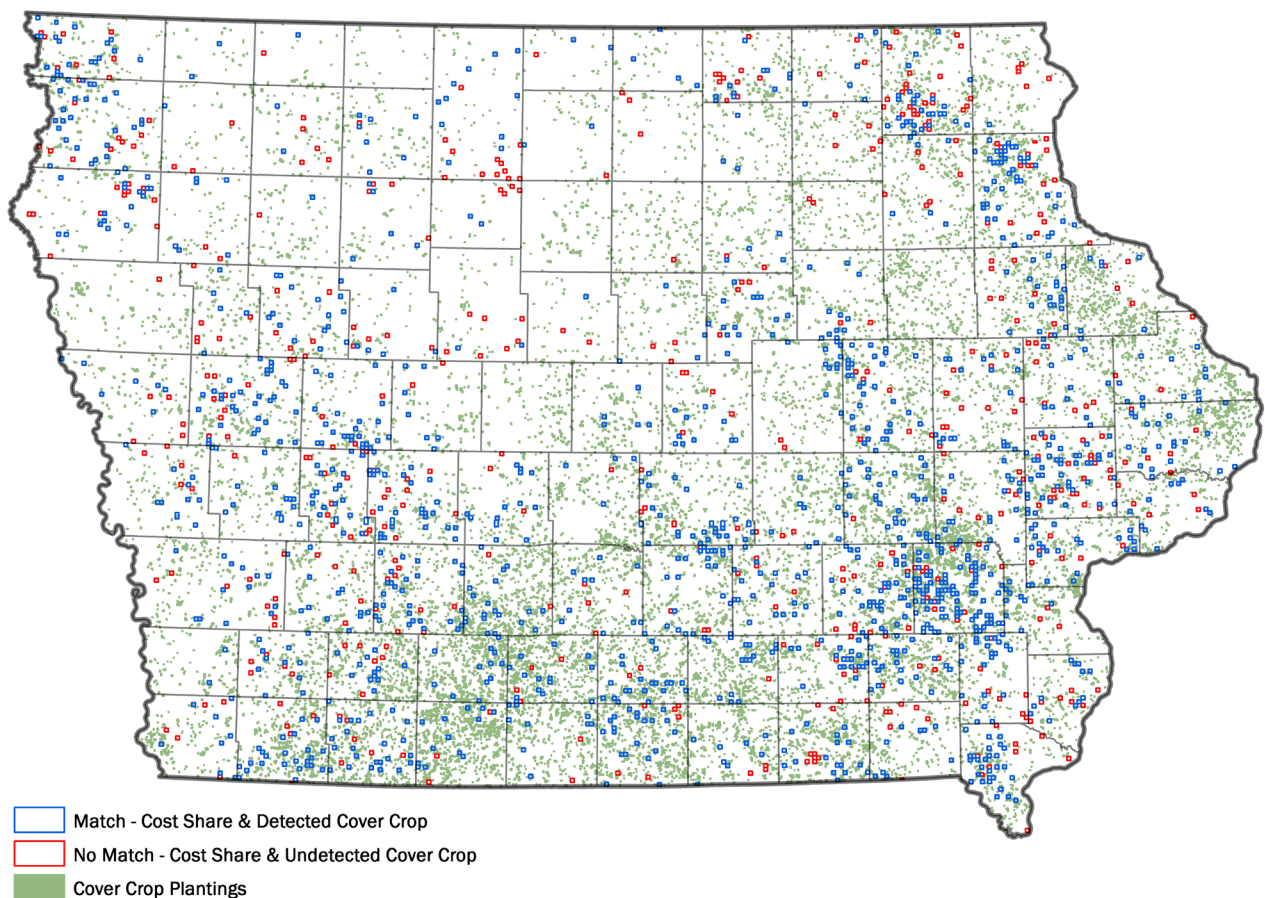 Match - Cost Share & Detected Cover Crop
No Match - Cost Share & Undetected Cover Crop
Cover Crop Plantings